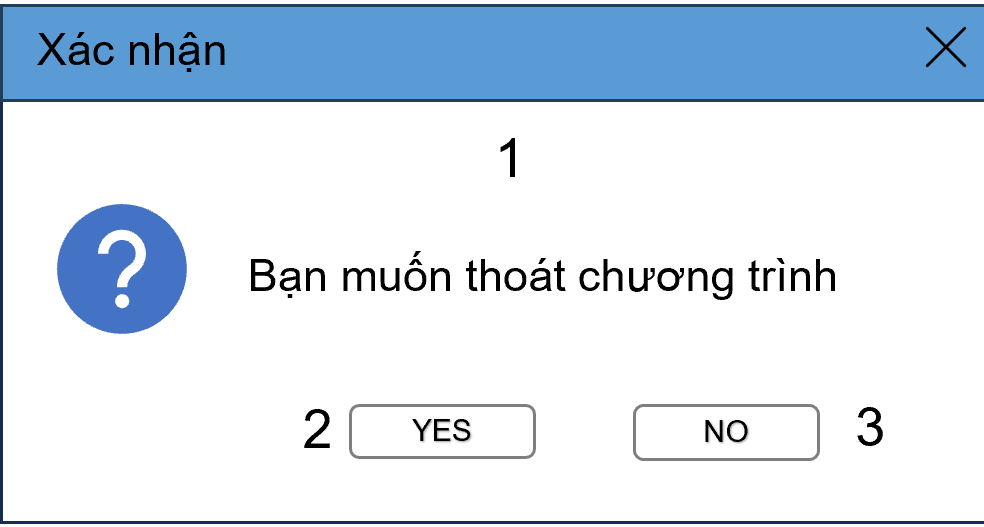 Xác nhận
1
Bạn muốn thoát chương trình
2 YES NO 3